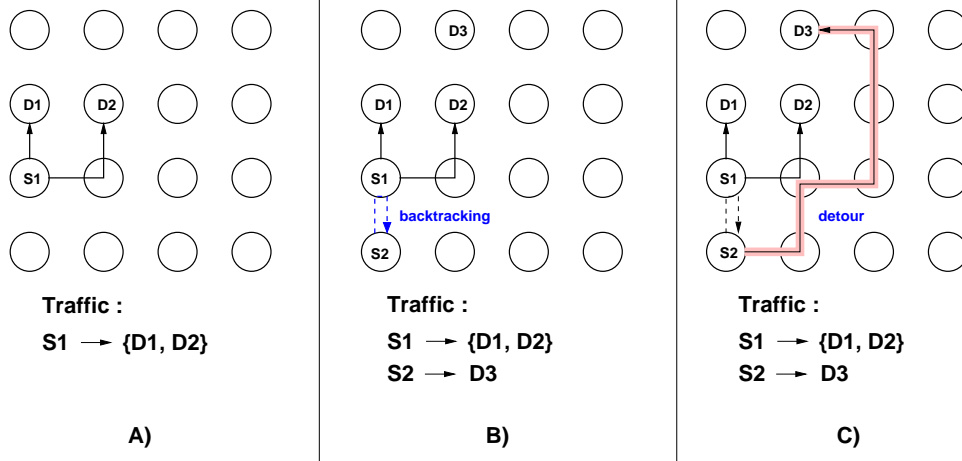 D1 D2
S1
Traffic :
S1 → {D1, D2}
A)
D3
D1 D2
S1
backtracking
S2
Traffic :
S1 → {D1, D2}
S2 → D3
B)
D3
D1 D2
S1
detour
S2
Traffic :
S1 → {D1, D2}
S2 → D3
C)